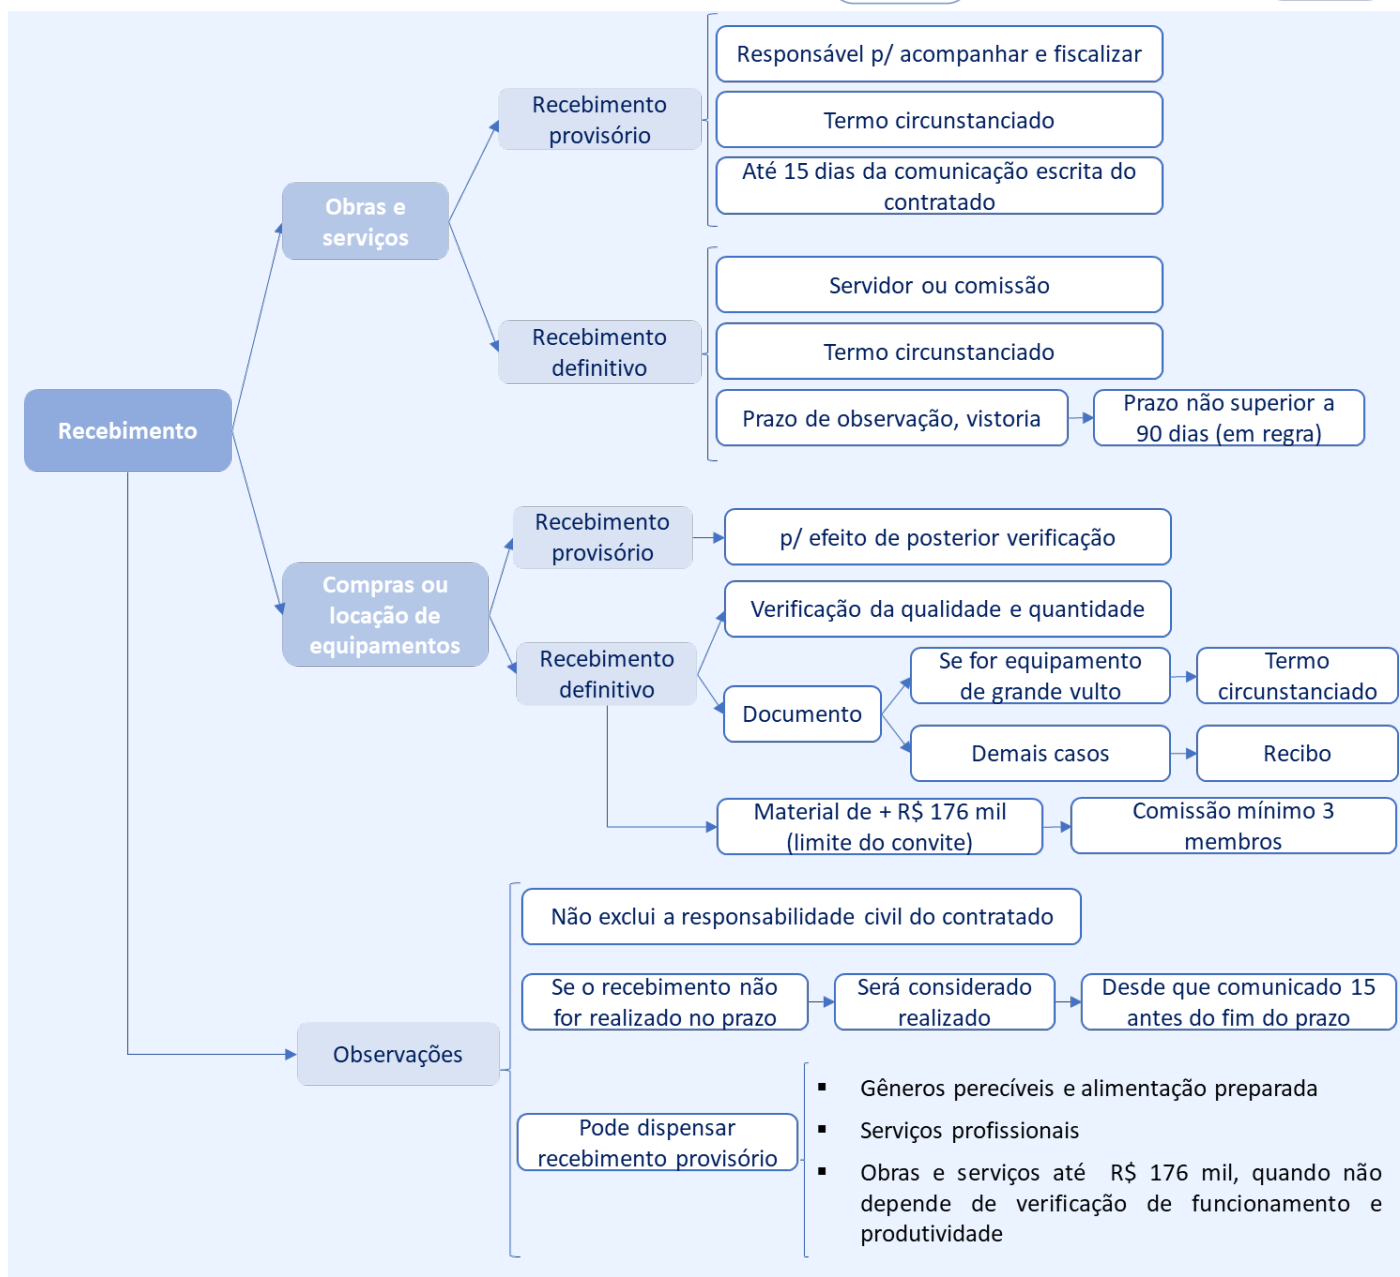 Recebimento
Obras e
serviços
Recebimento
provisório
Responsável p/ acompanhar e fiscalizar
Termo circunstanciado
Até 15 dias da comunicação escrita do
contratado
Recebimento
definitivo
Servidor ou comissão
Termo circunstanciado
Prazo de observação, vistoria
Prazo não superior a
90 dias (em regra)
Compras ou
locação de
equipamentos
Recebimento
provisório
p/ efeito de posterior verificação
Recebimento
definitivo
Verificação da qualidade e quantidade
Documento
Se for equipamento
de grande vulto
Termo
circunstanciado
Demais casos
Recibo
Material de + R$ 176 mil
(limite do convite)
Comissão mínimo 3
membros
Observações
Não exclui a responsabilidade civil do contratado
Se o recebimento não
for realizado no prazo
Será considerado
realizado
Desde que comunicado 15
antes do fim do prazo
Pode dispensar
recebimento provisório
▪ Gêneros perecíveis e alimentação preparada
▪ Serviços profissionais
▪ Obras e serviços até R$ 176 mil, quando não
depende de verificação de funcionamento e
produtividade